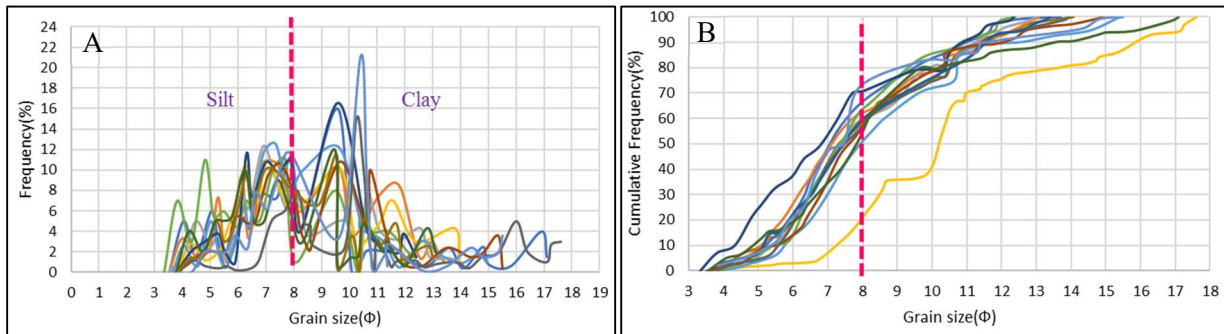 A
Silt
Clay
Frequency(%)
24
22
20
18
16
14
12
10
8
6
4
2
0
0 1 2 3 4 5 6 7 8 9 10 11 12 13 14 15 16 17 18 19
Grain size(Φ)
B
Cumulative Frequency(%)
100
90
80
70
60
50
40
30
20
10
0
3 4 5 6 7 8 9 10 11 12 13 14 15 16 17 18
Grain size(Φ)